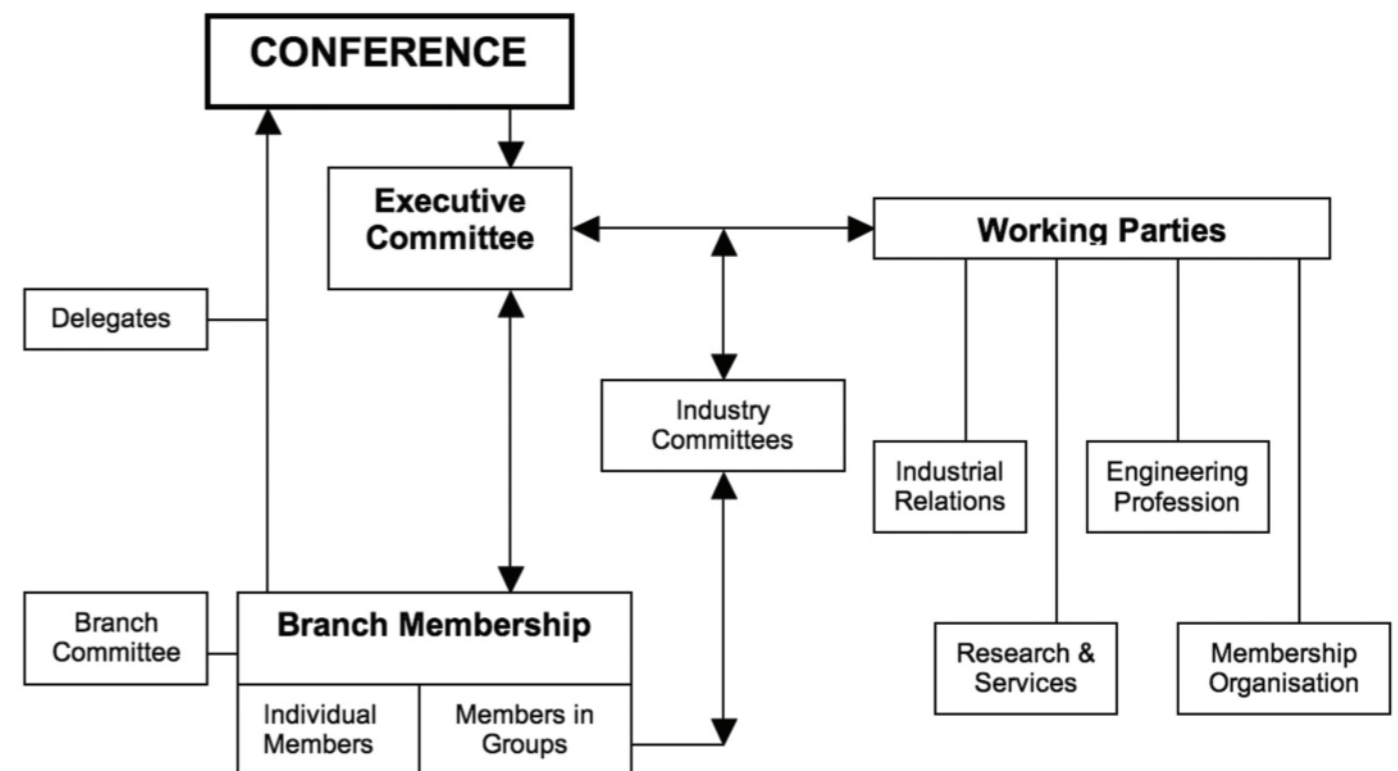 CONFERENCE
Executive
Committee
Working Parties
Delegates
Industry
Committees
Industrial
Relations
Engineering
Profession
Branch
Committee
Branch Membership
Research &
Services
Membership
Organisation
Individual
Members
Members in
Groups